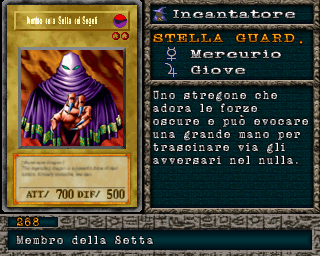 Incantatore
STELLA GUARD.
Mercurio
Giove
Uno stregone che
adora le forze
oscure e può evocare
una grande mano per
trascinare via gli
avversari nel nulla.
ATT/ 700 DIF/ 500
268
Membro della Setta